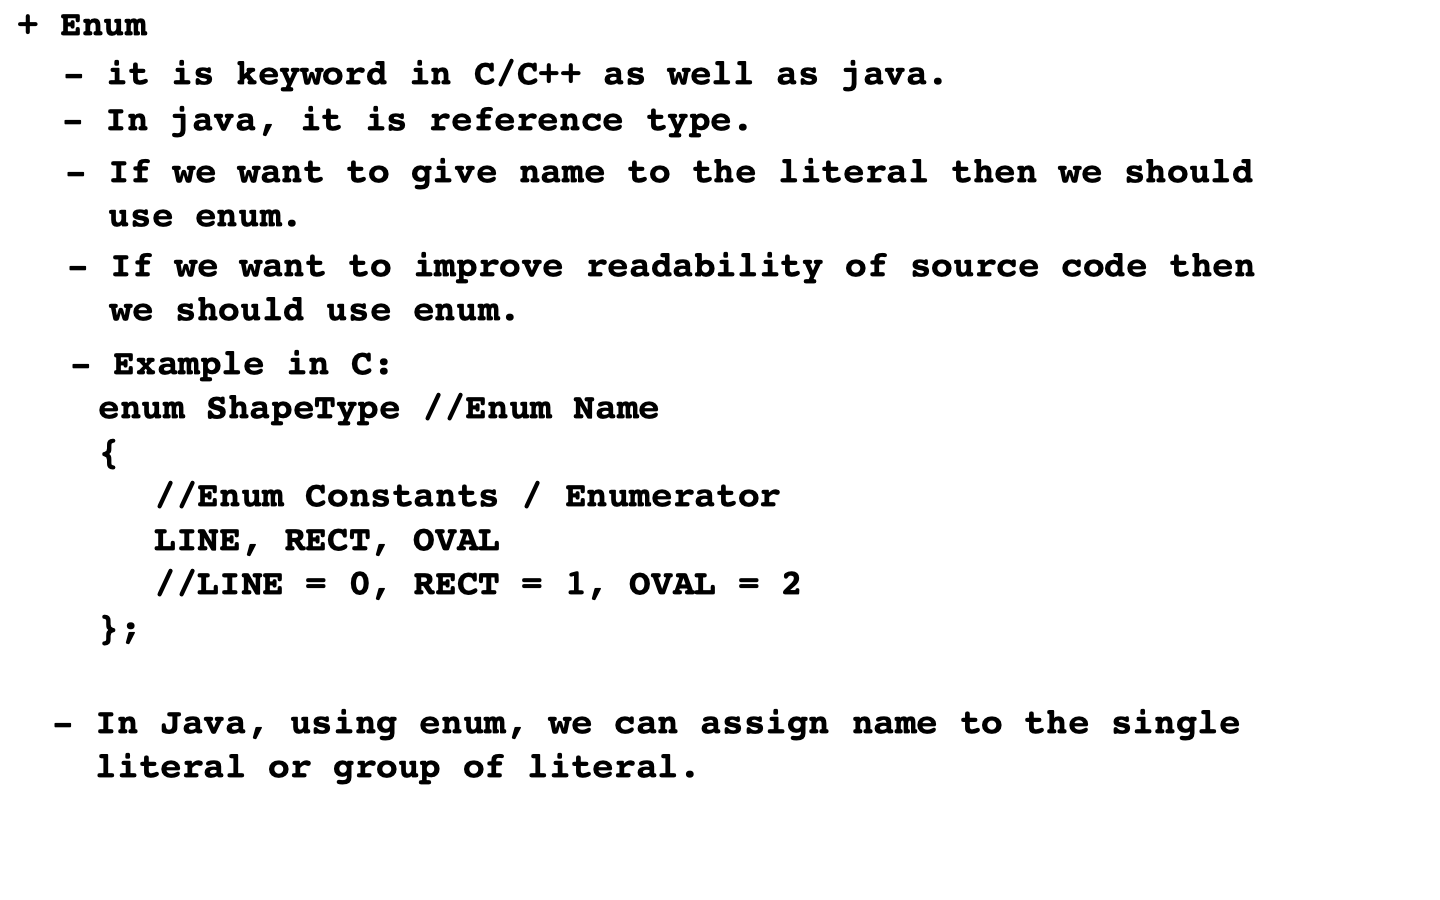 + Enum
- it is keyword in C/C++ as well as java.
- In java, it is reference type.
- If we want to give name to the literal then we should
use enum.
- If we want to improve readability of source code then
we should use enum.
- Example in C:
enum ShapeType //Enum Name
{
//Enum Constants / Enumerator
LINE, RECT, OVAL
//LINE = 0, RECT = 1, OVAL = 2
};
- In Java, using enum, we can assign name to the single
literal or group of literal.